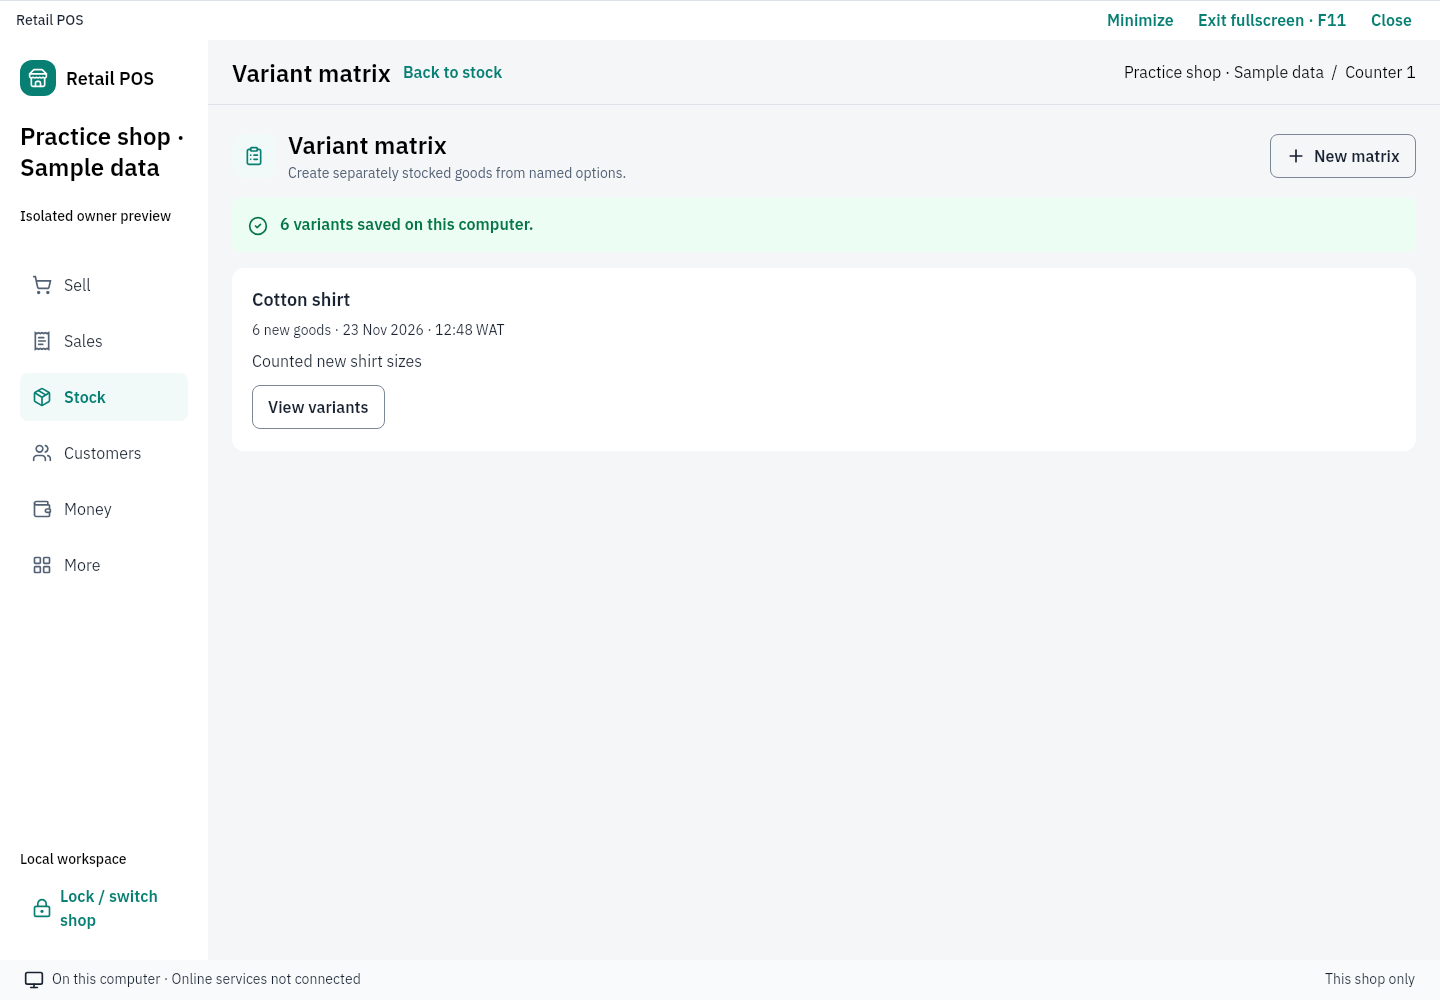 Retail POS
Minimize
Exit fullscreen · F11
Close
Retail POS
Practice shop ·
Sample data
Isolated owner preview
Sell
Sales
Stock
Customers
Money
More
Local workspace
Lock / switch
shop
Variant matrix
Back to stock
Practice shop · Sample data / Counter 1
Variant matrix
Create separately stocked goods from named options.
New matrix
6 variants saved on this computer.
Cotton shirt
6 new goods · 23 Nov 2026 · 12:48 WAT
Counted new shirt sizes
View variants
On this computer · Online services not connected
This shop only